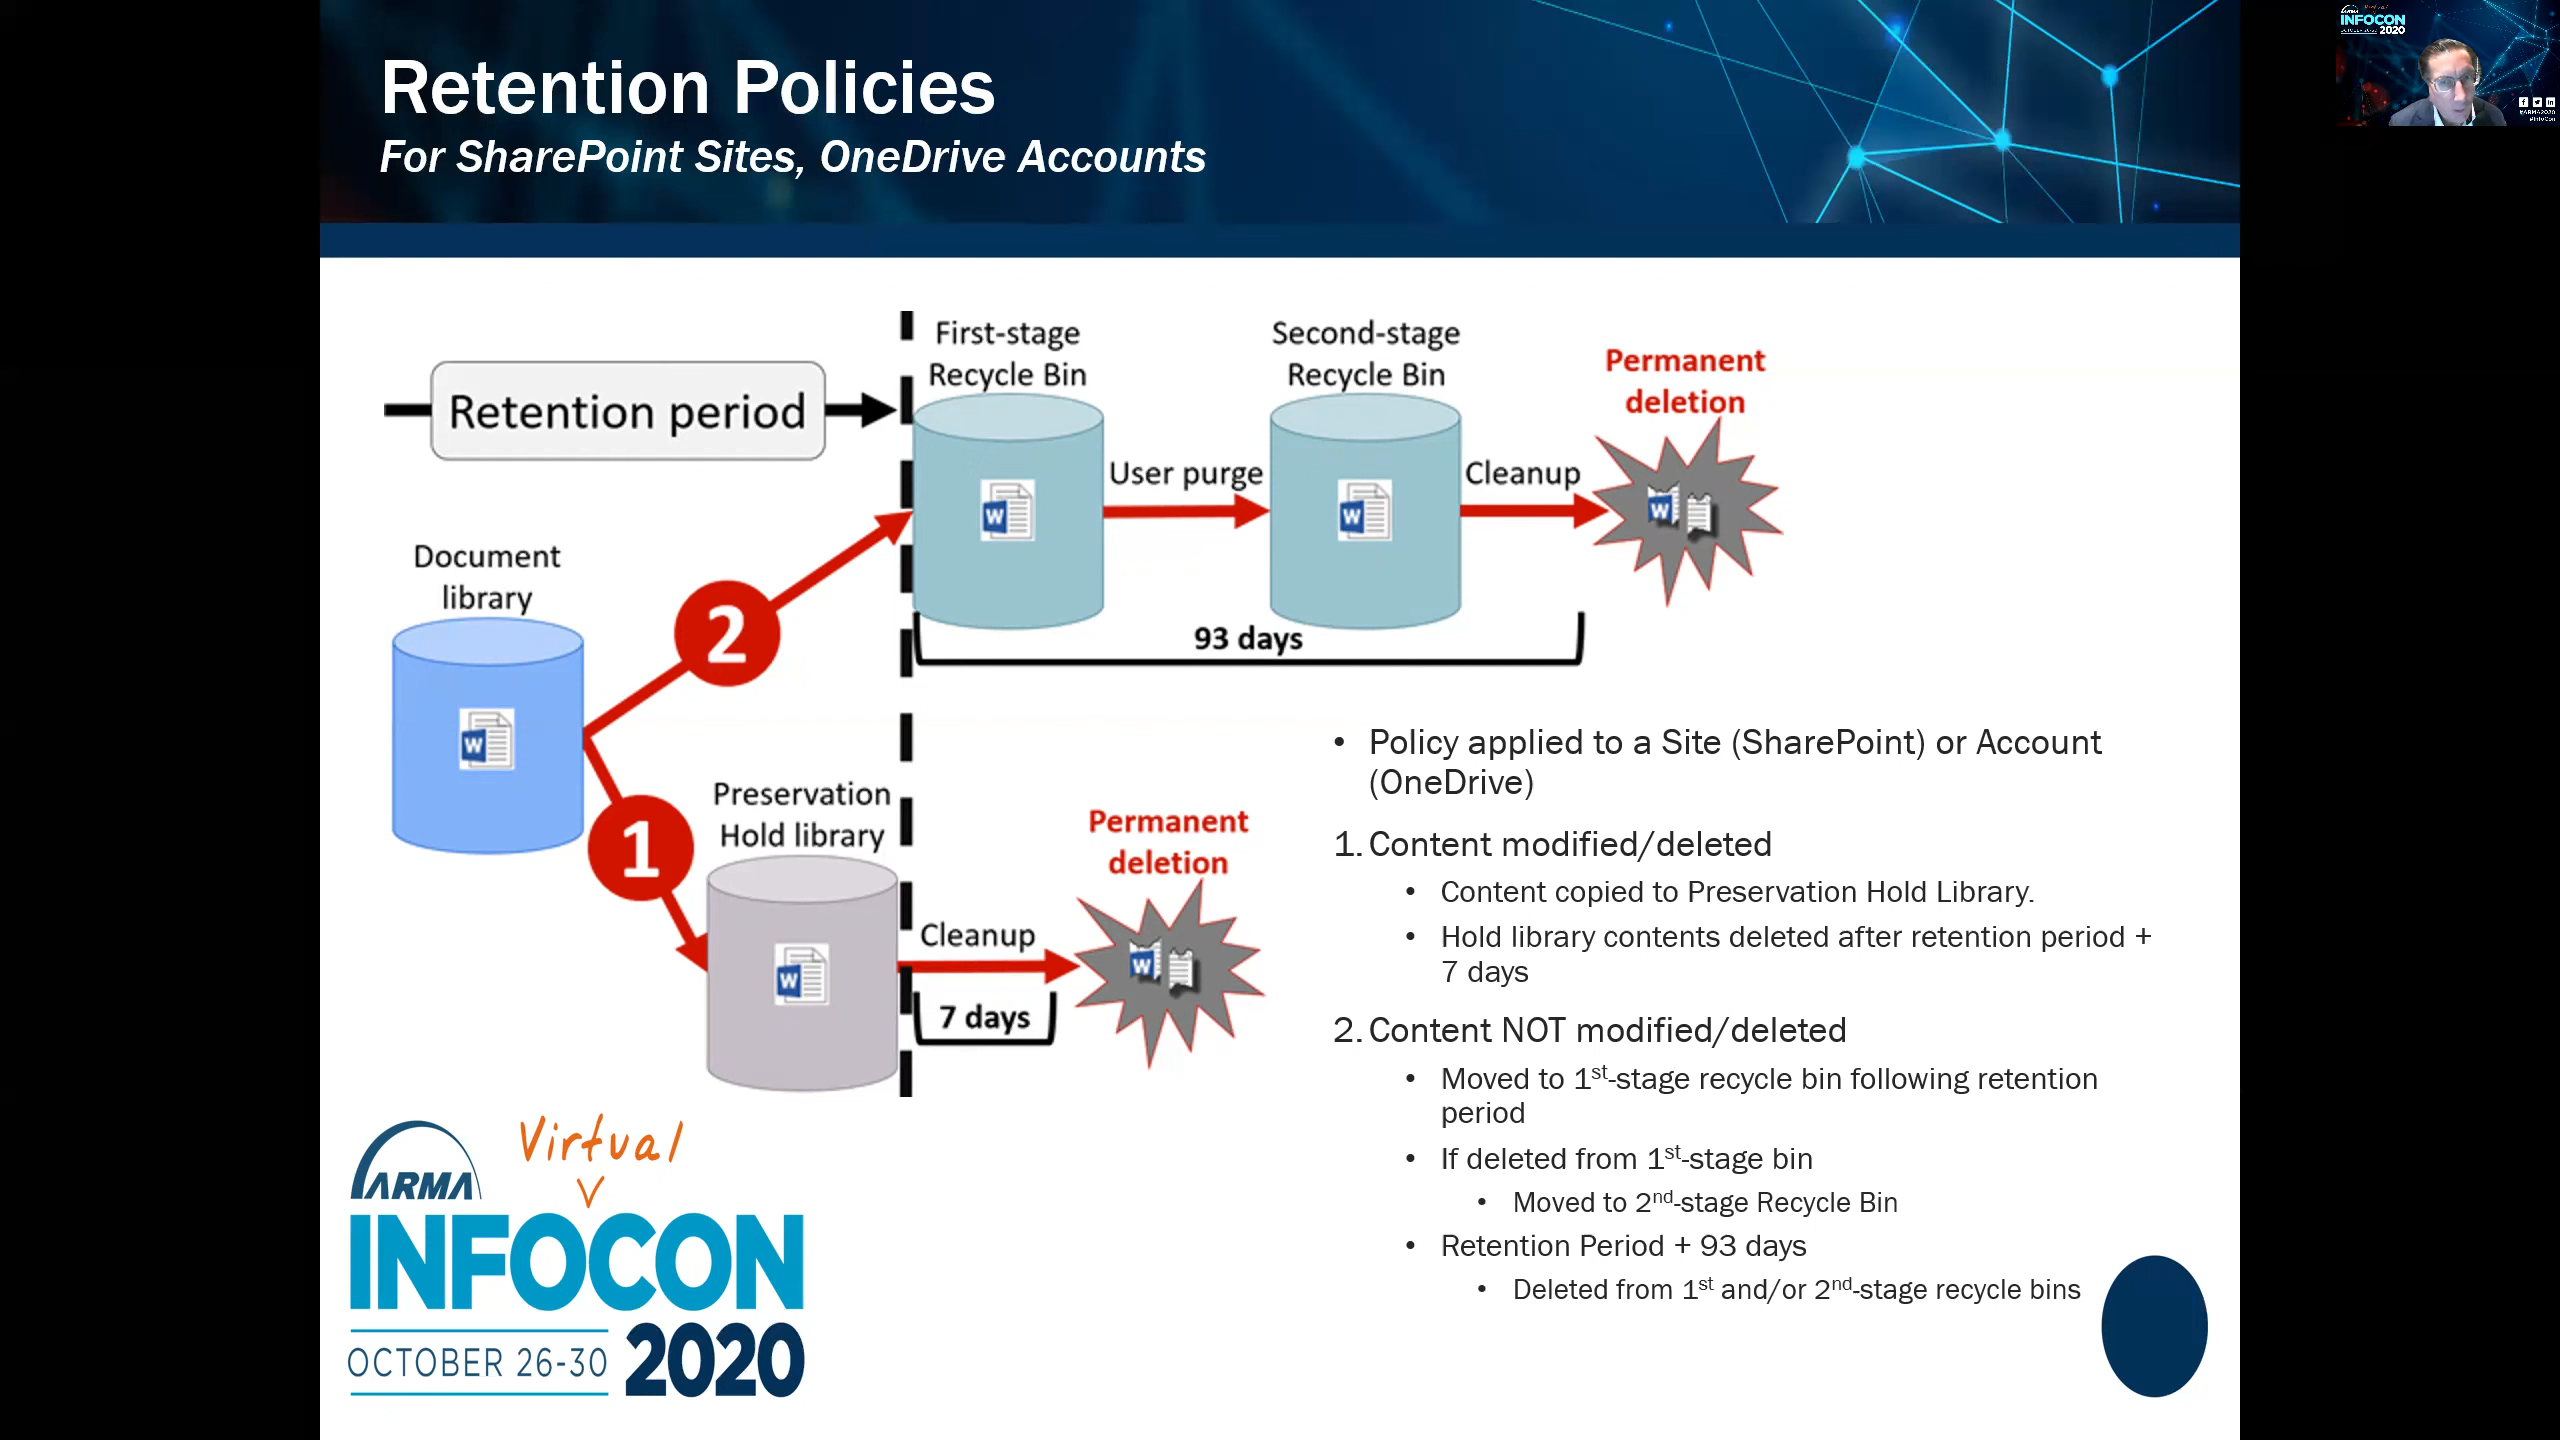 Retention Policies
For SharePoint Sites, OneDrive Accounts
Virtual
INFOCON
2020
#ARMA2020
#InfoCon
Retention period
First-stage
Recycle Bin
Second-stage
Recycle Bin
Permanent
deletion
User purge
Cleanup
93 days
Document
library
2
1
Preservation
Hold library
Permanent
deletion
Cleanup
7 days
• Policy applied to a Site (SharePoint) or Account
(OneDrive)
1. Content modified/deleted
• Content copied to Preservation Hold Library.
• Hold library contents deleted after retention period +
7 days
2. Content NOT modified/deleted
• Moved to 1st-stage recycle bin following retention
period
• If deleted from 1st-stage bin
• Moved to 2nd-stage Recycle Bin
• Retention Period + 93 days
• Deleted from 1st and/or 2nd-stage recycle bins
ARMA
Virtual
INFOCON
OCTOBER 26-30 2020